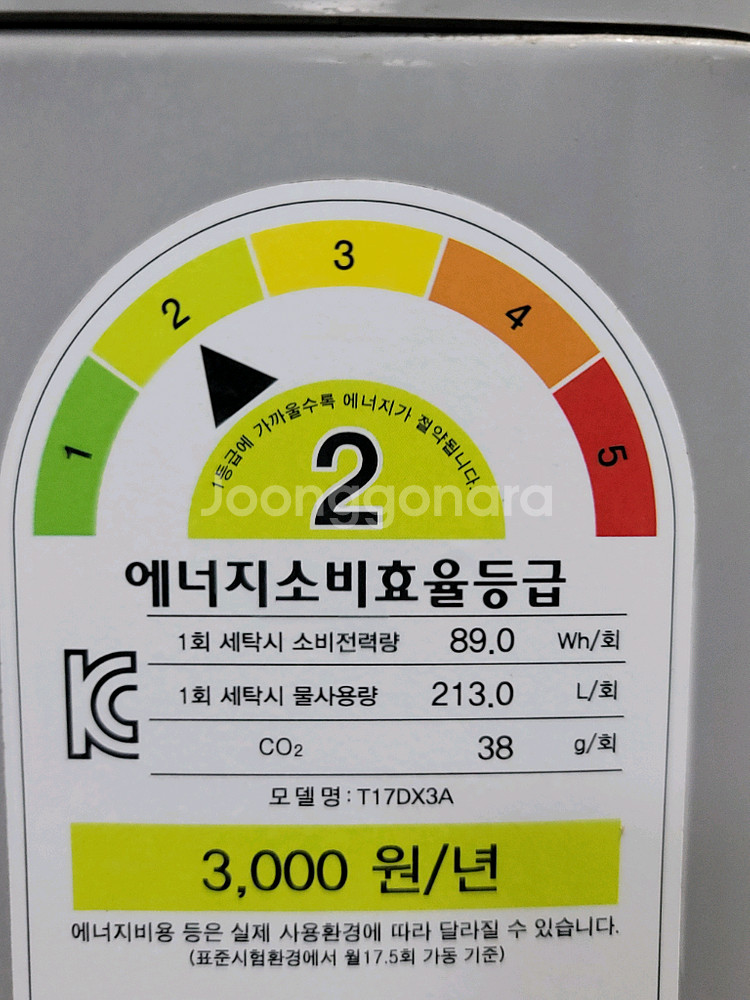 1
2
3
4
5
1등급에 가까울수록 에너지가 절약됩니다.
2
Joonggonara
에너지소비효율등급
1회 세탁시 소비전력량 89.0 Wh/회
1회 세탁시 물사용량 213.0 L/회
CO₂ 38 g/회
모델명 : T17DX3A
3,000 원/년
에너지비용 등은 실제 사용환경에 따라 달라질 수 있습니다.
(표준시험환경에서 월17.5회 가동 기준)